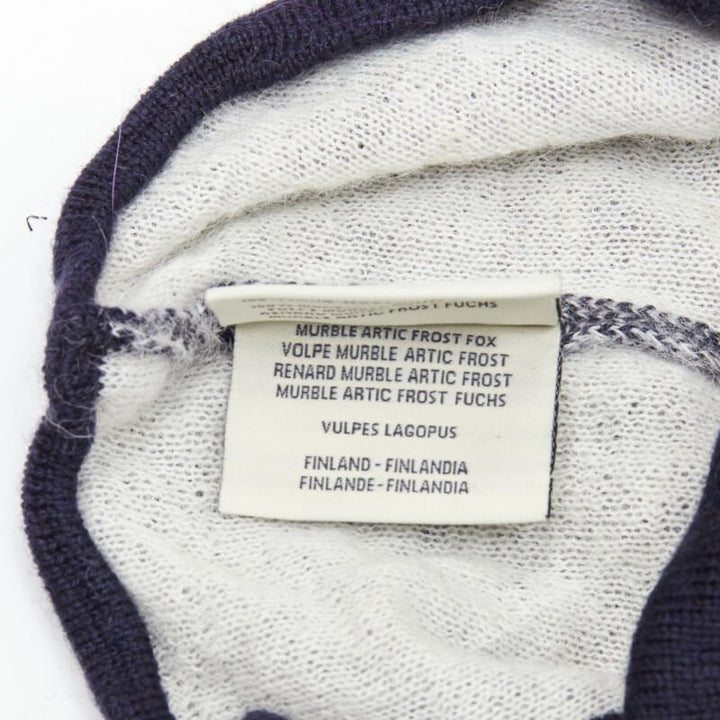 FUCHS
MURBLE ARTIC FROST FOX
VOLPE MURBLE ARTIC FROST
RENARD MURBLE ARTIC FROST
MURBLE ARTIC FROST FUCHS
VULPES LAGOPUS
FINLAND - FINLANDIA
FINLANDE - FINLANDIA